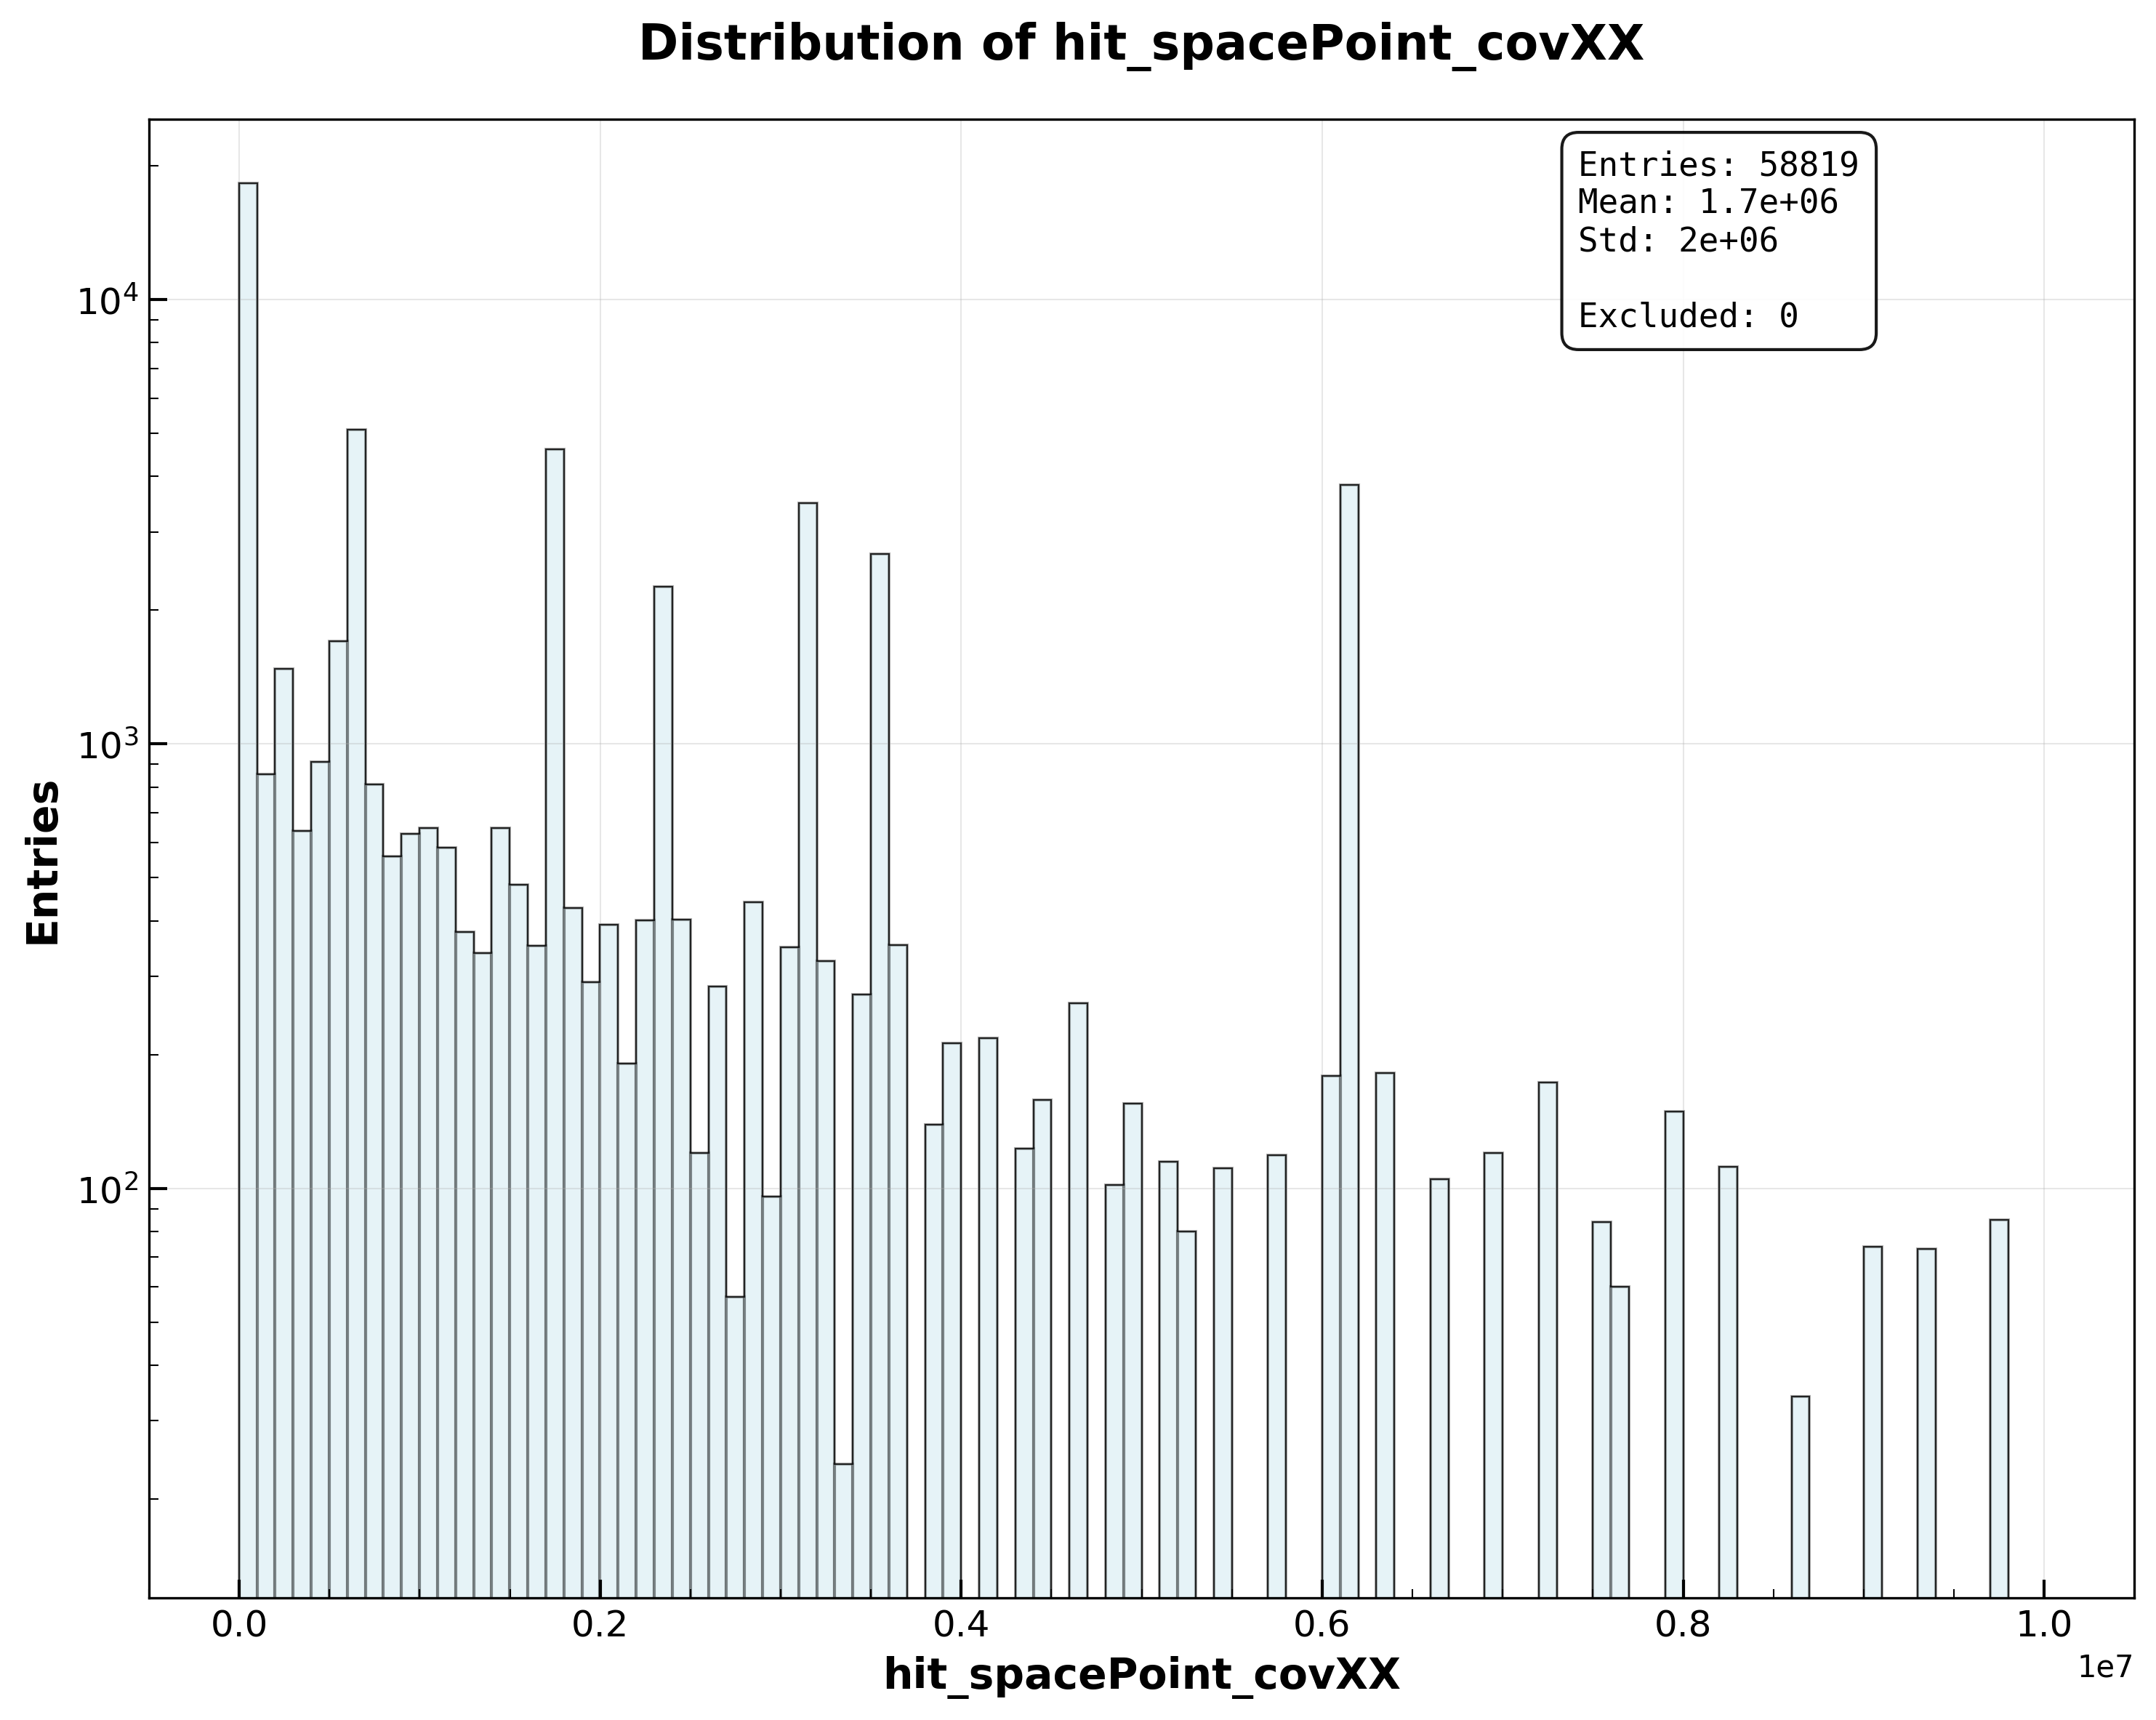 Distribution of hit_spacePoint_covXX
Entries: 58819
Mean: 1.7e+06
Std: 2e+06
Excluded: 0
10⁴
10³
10²
Entries
0.0 0.2 0.4 0.6 0.8 1.0
1e7
hit_spacePoint_covXX